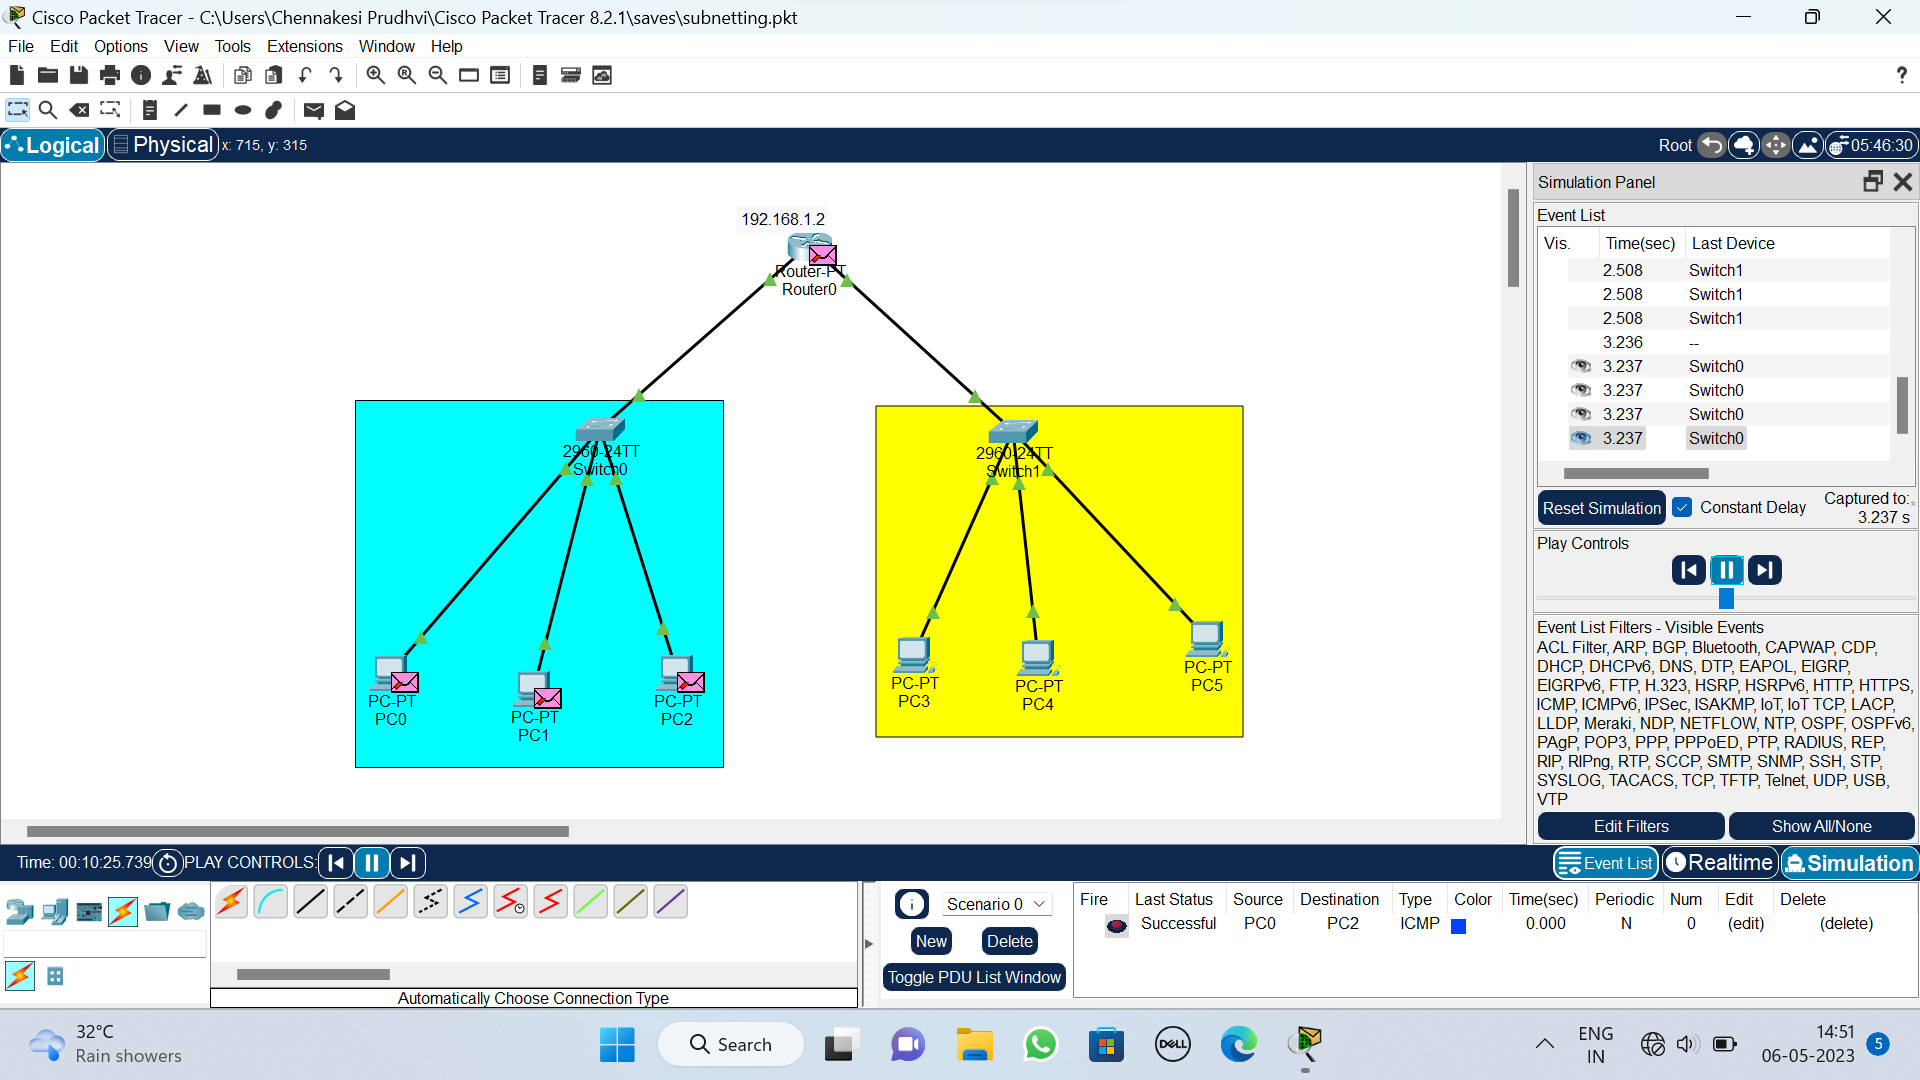 Cisco Packet Tracer - C:\Users\Chennakesi Prudhvi\Cisco Packet Tracer 8.2.1\saves\subnetting.pkt
File Edit Options View Tools Extensions Window Help
?
Logical Physical x: 715, y: 315
Root 05:46:30
192.168.1.2
Router-PT
Router0
2960-24TT
Switch0
2960-24TT
Switch1
PC-PT
PC0
PC-PT
PC1
PC-PT
PC2
PC-PT
PC3
PC-PT
PC4
PC-PT
PC5
Simulation Panel
Event List
Vis. Time(sec) Last Device
2.508 Switch1
2.508 Switch1
2.508 Switch1
3.236 --
3.237 Switch0
3.237 Switch0
3.237 Switch0
3.237 Switch0
Reset Simulation Constant Delay Captured to:*
3.237 s
Play Controls
Event List Filters - Visible Events
ACL Filter, ARP, BGP, Bluetooth, CAPWAP, CDP,
DHCP, DHCPv6, DNS, DTP, EAPOL, EIGRP,
EIGRPv6, FTP, H.323, HSRP, HSRPv6, HTTP, HTTPS,
ICMP, ICMPv6, IPSec, ISAKMP, IoT, IoT TCP, LACP,
LLDP, Meraki, NDP, NETFLOW, NTP, OSPF, OSPFv6,
PAgP, POP3, PPP, PPPoED, PTP, RADIUS, REP,
RIP, RIPng, RTP, SCCP, SMTP, SNMP, SSH, STP,
SYSLOG, TACACS, TCP, TFTP, Telnet, UDP, USB,
VTP
Edit Filters Show All/None
Time: 00:10:25.739 PLAY CONTROLS:
Event List Realtime Simulation
Automatically Choose Connection Type
Scenario 0
New Delete
Toggle PDU List Window
Fire Last Status Source Destination Type Color Time(sec) Periodic Num Edit Delete
Successful PC0 PC2 ICMP 0.000 N 0 (edit) (delete)
32°C
Rain showers
Search
DELL
ENG
IN
14:51
06-05-2023
5